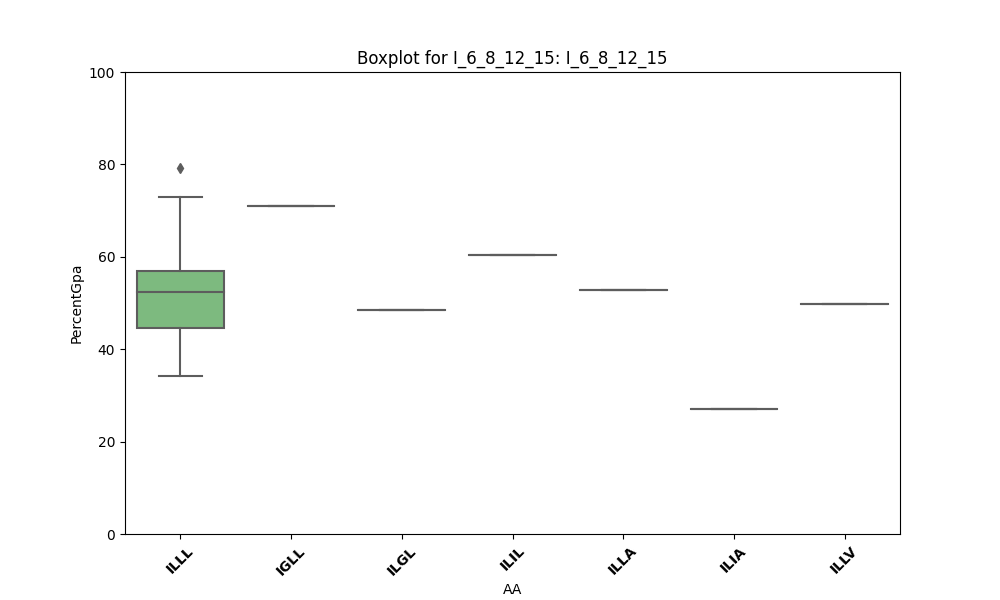 Boxplot for I_6_8_12_15: I_6_8_12_15
100
80
60
40
20
0
PercentGpa
ILLL
IGLL
ILGL
ILIL
ILLA
ILIA
ILLV
AA